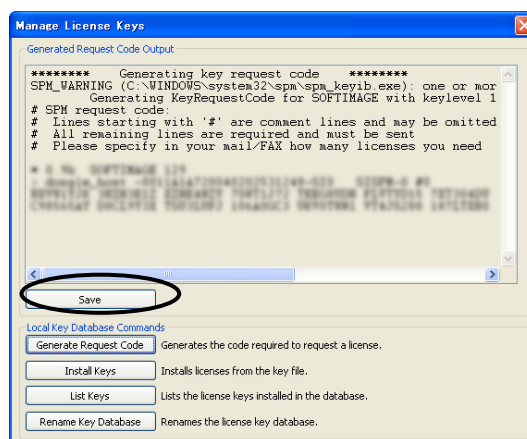 Manage License Keys
Generated Request Code Output
******** Generating key request code ********
SPM_WARNING (C:\WINDOWS\system32\spm\spm_keyib.exe): one or mor
Generating KeyRequestCode for SOFTIMAGE with keylevel 1
# SPM request code:
# Lines starting with '#' are comment lines and may be omitted
# All remaining lines are required and must be sent
# Please specify in your mail/FAX how many licenses you need
Save
Local Key Database Commands
Generate Request Code Generates the code required to request a license.
Install Keys Installs licenses from the key file.
List Keys Lists the license keys installed in the database.
Rename Key Database Renames the license key database.